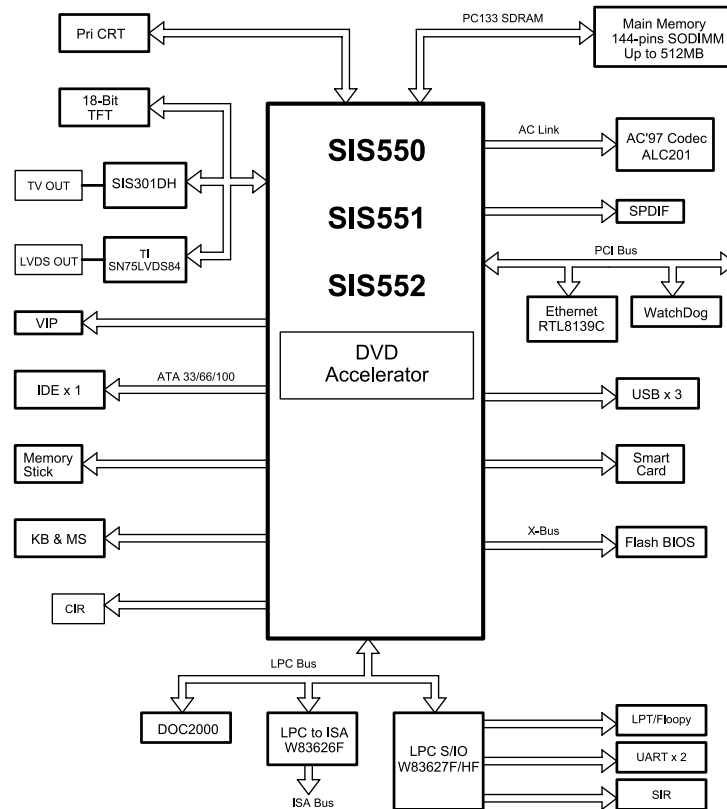 Pri CRT
PC133 SDRAM
Main Memory
144-pins SODIMM
Up to 512MB
18-Bit
TFT
SIS550
SIS551
SIS552
DVD
Accelerator
AC Link
AC'97 Codec
ALC201
TV OUT
SIS301DH
SPDIF
LVDS OUT
TI
SN75LVDS84
PCI Bus
Ethernet
RTL8139C
WatchDog
VIP
IDE x 1
ATA 33/66/100
USB x 3
Memory
Stick
Smart
Card
KB & MS
X-Bus
Flash BIOS
CIR
LPC Bus
DOC2000
LPC to ISA
W83626F
ISA Bus
LPC S/IO
W83627F/HF
LPT/Floopy
UART x 2
SIR